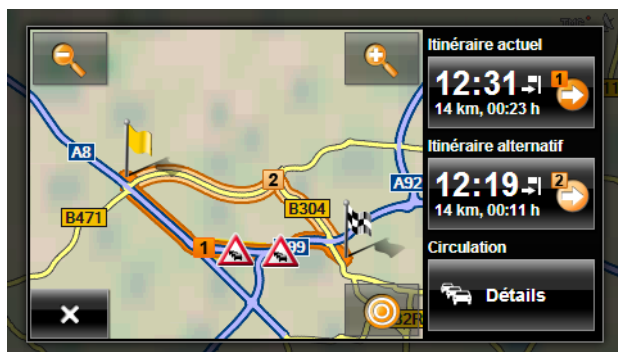 Itinéraire actuel
12:31
1
14 km, 00:23 h
Itinéraire alternatif
12:19
2
14 km, 00:11 h
Circulation
Détails
A8
2
A92
B304
B471
1
99